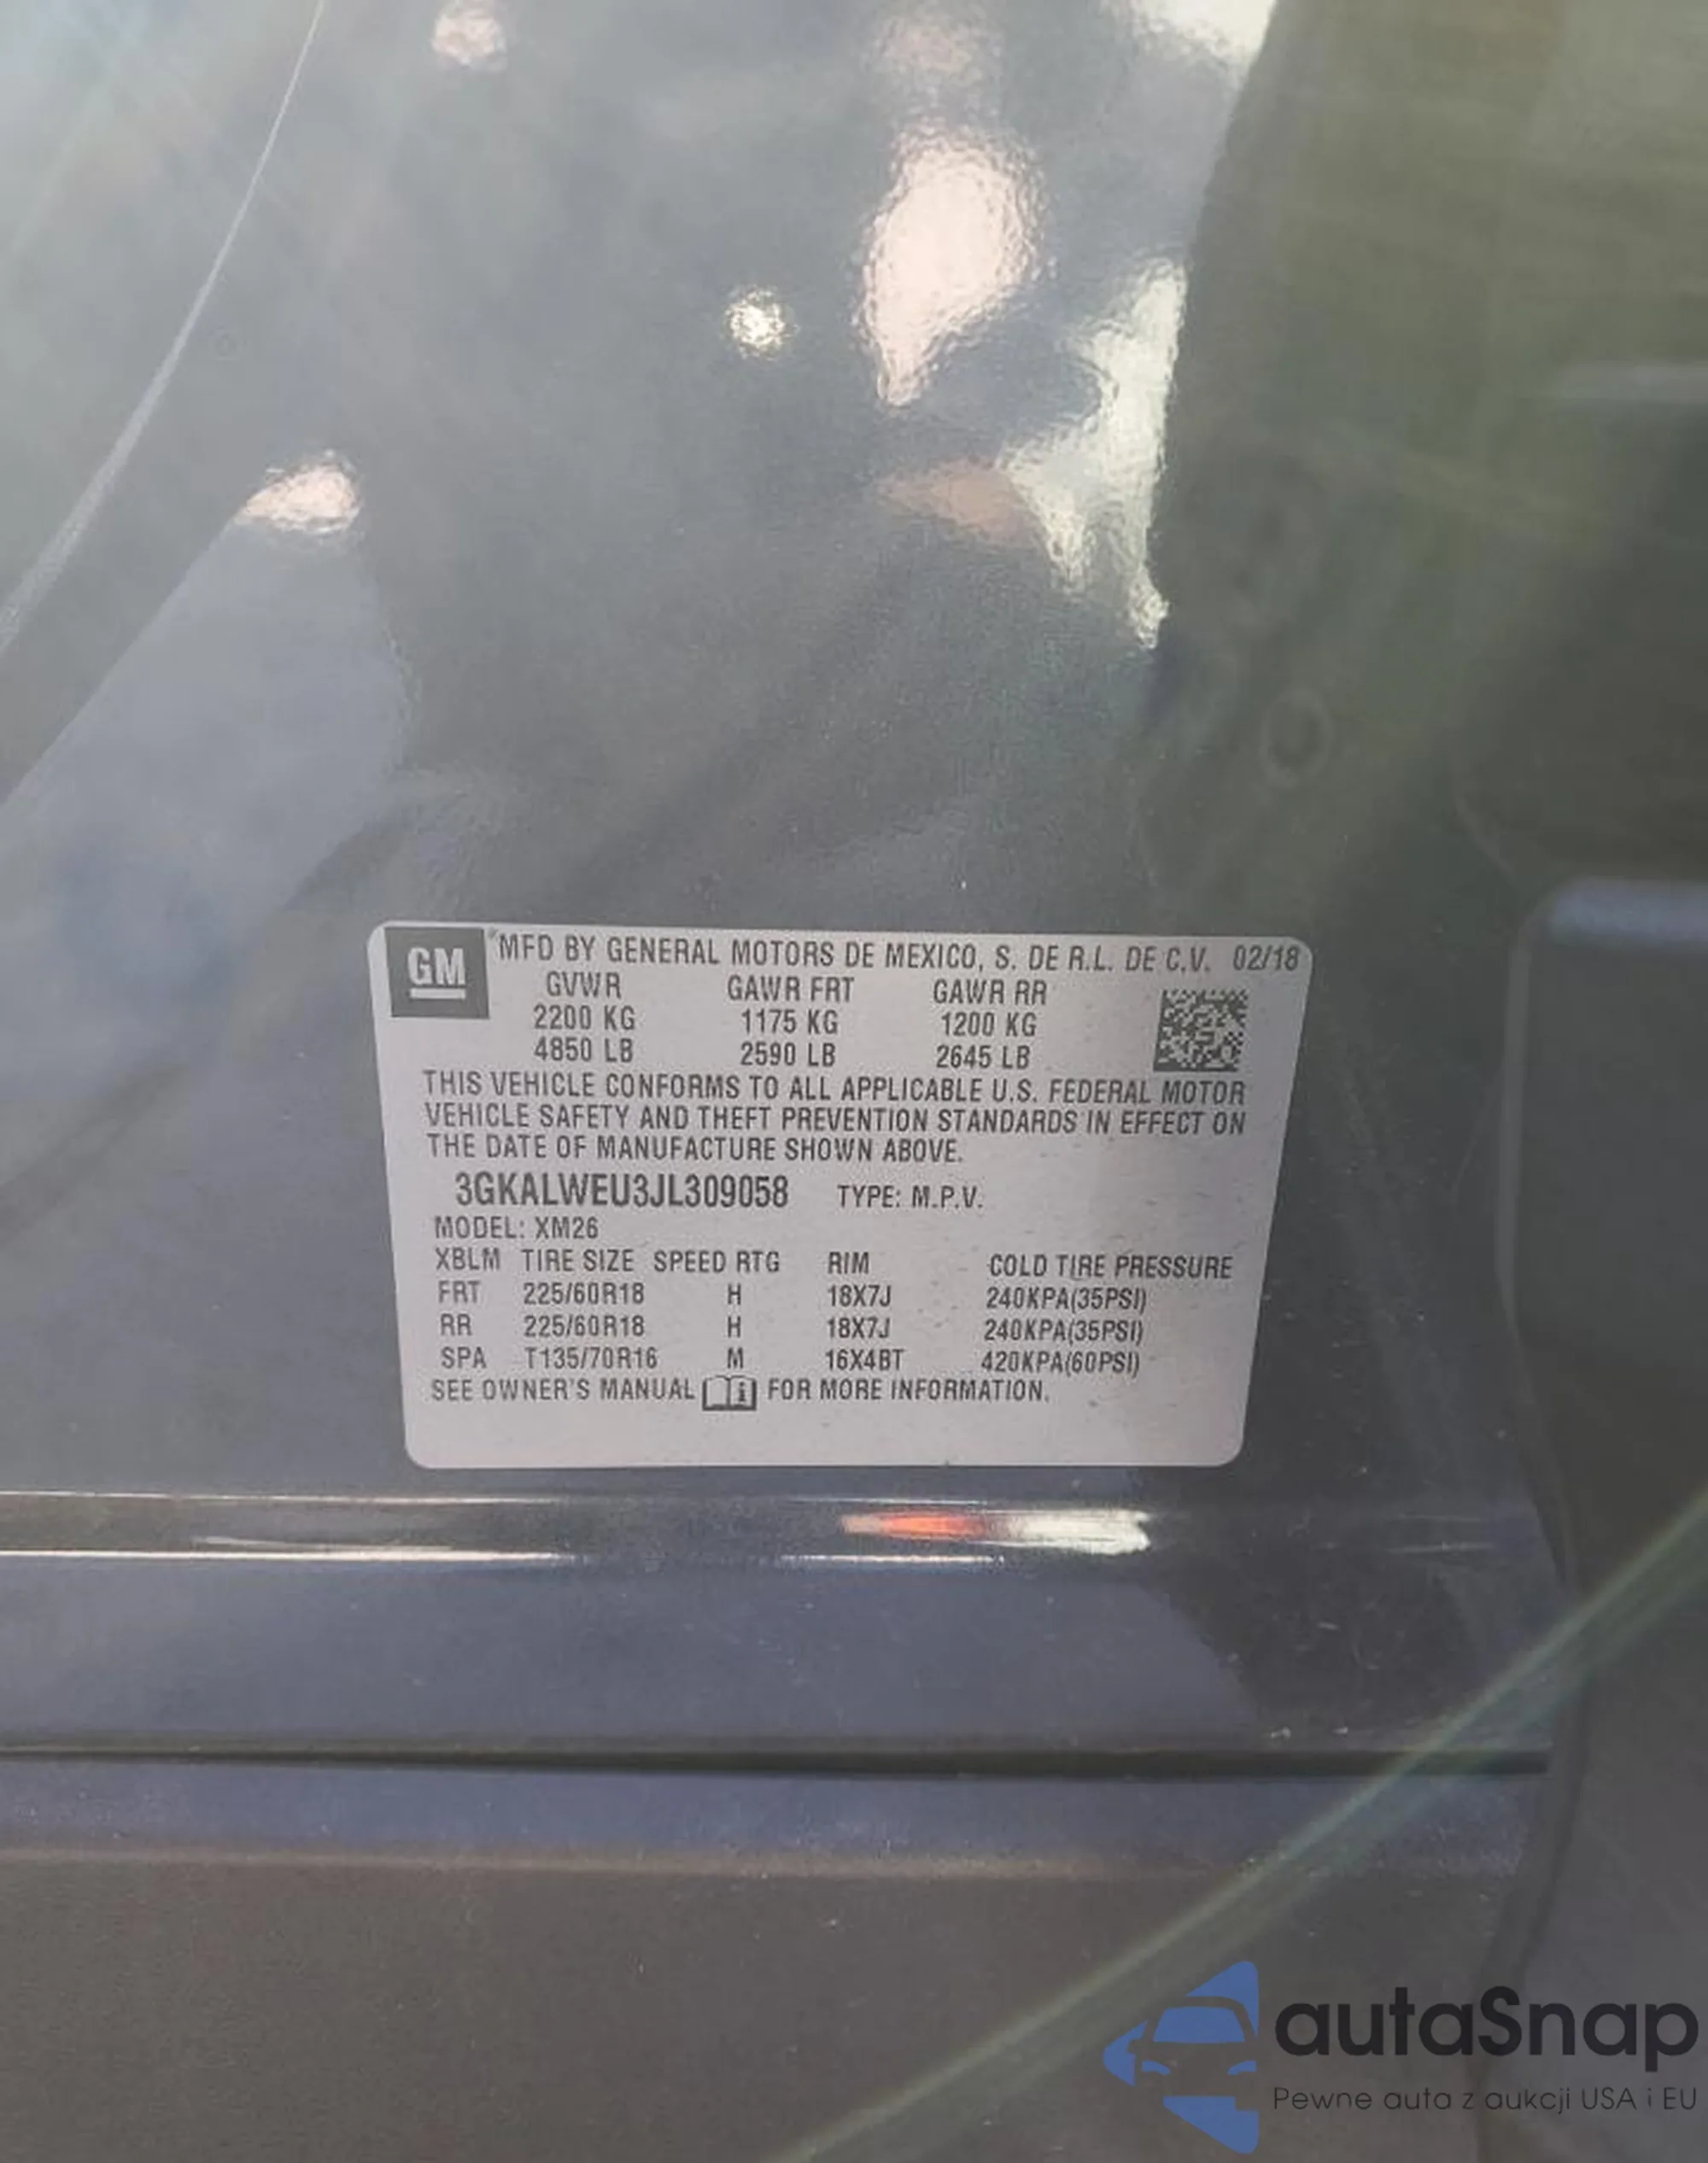 GM
MFD BY GENERAL MOTORS DE MEXICO, S. DE R.L. DE C.V. 02/18
GVWR GAWR FRT GAWR RR
2200 KG 1175 KG 1200 KG
4850 LB 2590 LB 2645 LB
THIS VEHICLE CONFORMS TO ALL APPLICABLE U.S. FEDERAL MOTOR
VEHICLE SAFETY AND THEFT PREVENTION STANDARDS IN EFFECT ON
THE DATE OF MANUFACTURE SHOWN ABOVE.
3GKALWEU3JL309058 TYPE: M.P.V.
MODEL: XM26
XBLM TIRE SIZE SPEED RTG RIM COLD TIRE PRESSURE
FRT 225/60R18 H 18X7J 240KPA(35PSI)
RR 225/60R18 H 18X7J 240KPA(35PSI)
SPA T135/70R16 M 16X4BT 420KPA(60PSI)
SEE OWNER'S MANUAL FOR MORE INFORMATION.
autaSnap
Pewne auta z aukcji USA i EU